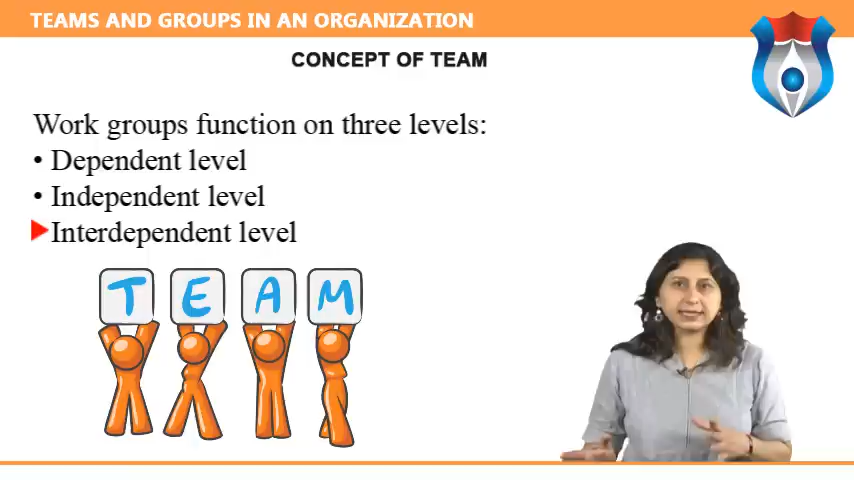 TEAMS AND GROUPS IN AN ORGANIZATION
CONCEPT OF TEAM
Work groups function on three levels:
• Dependent level
• Independent level
Interdependent level
TEAM